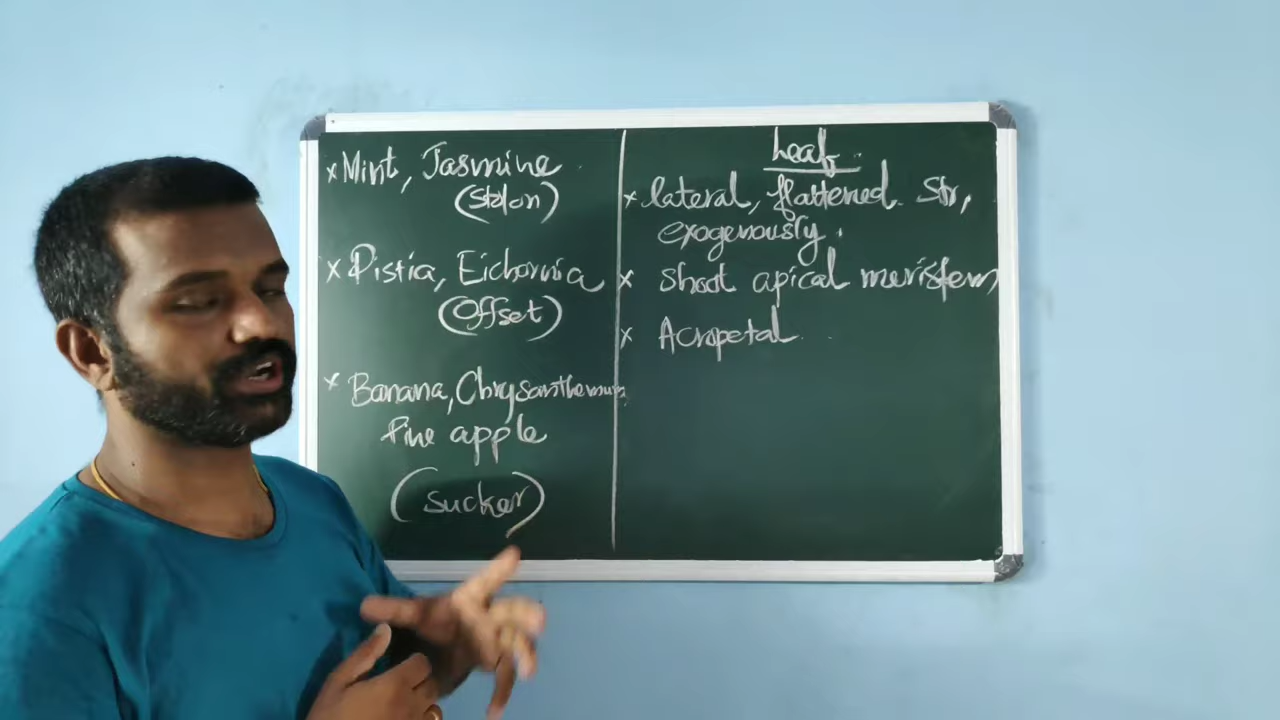 x Mint, Jasmine
(Stolon)
x Pistia, Eichornia
(Offset)
x Banana, Chrysanthemum,
Pine apple
(Sucker)
Leaf
x lateral, flattened Str,
exogenously.
x shoot apical meristem
x Acropetal